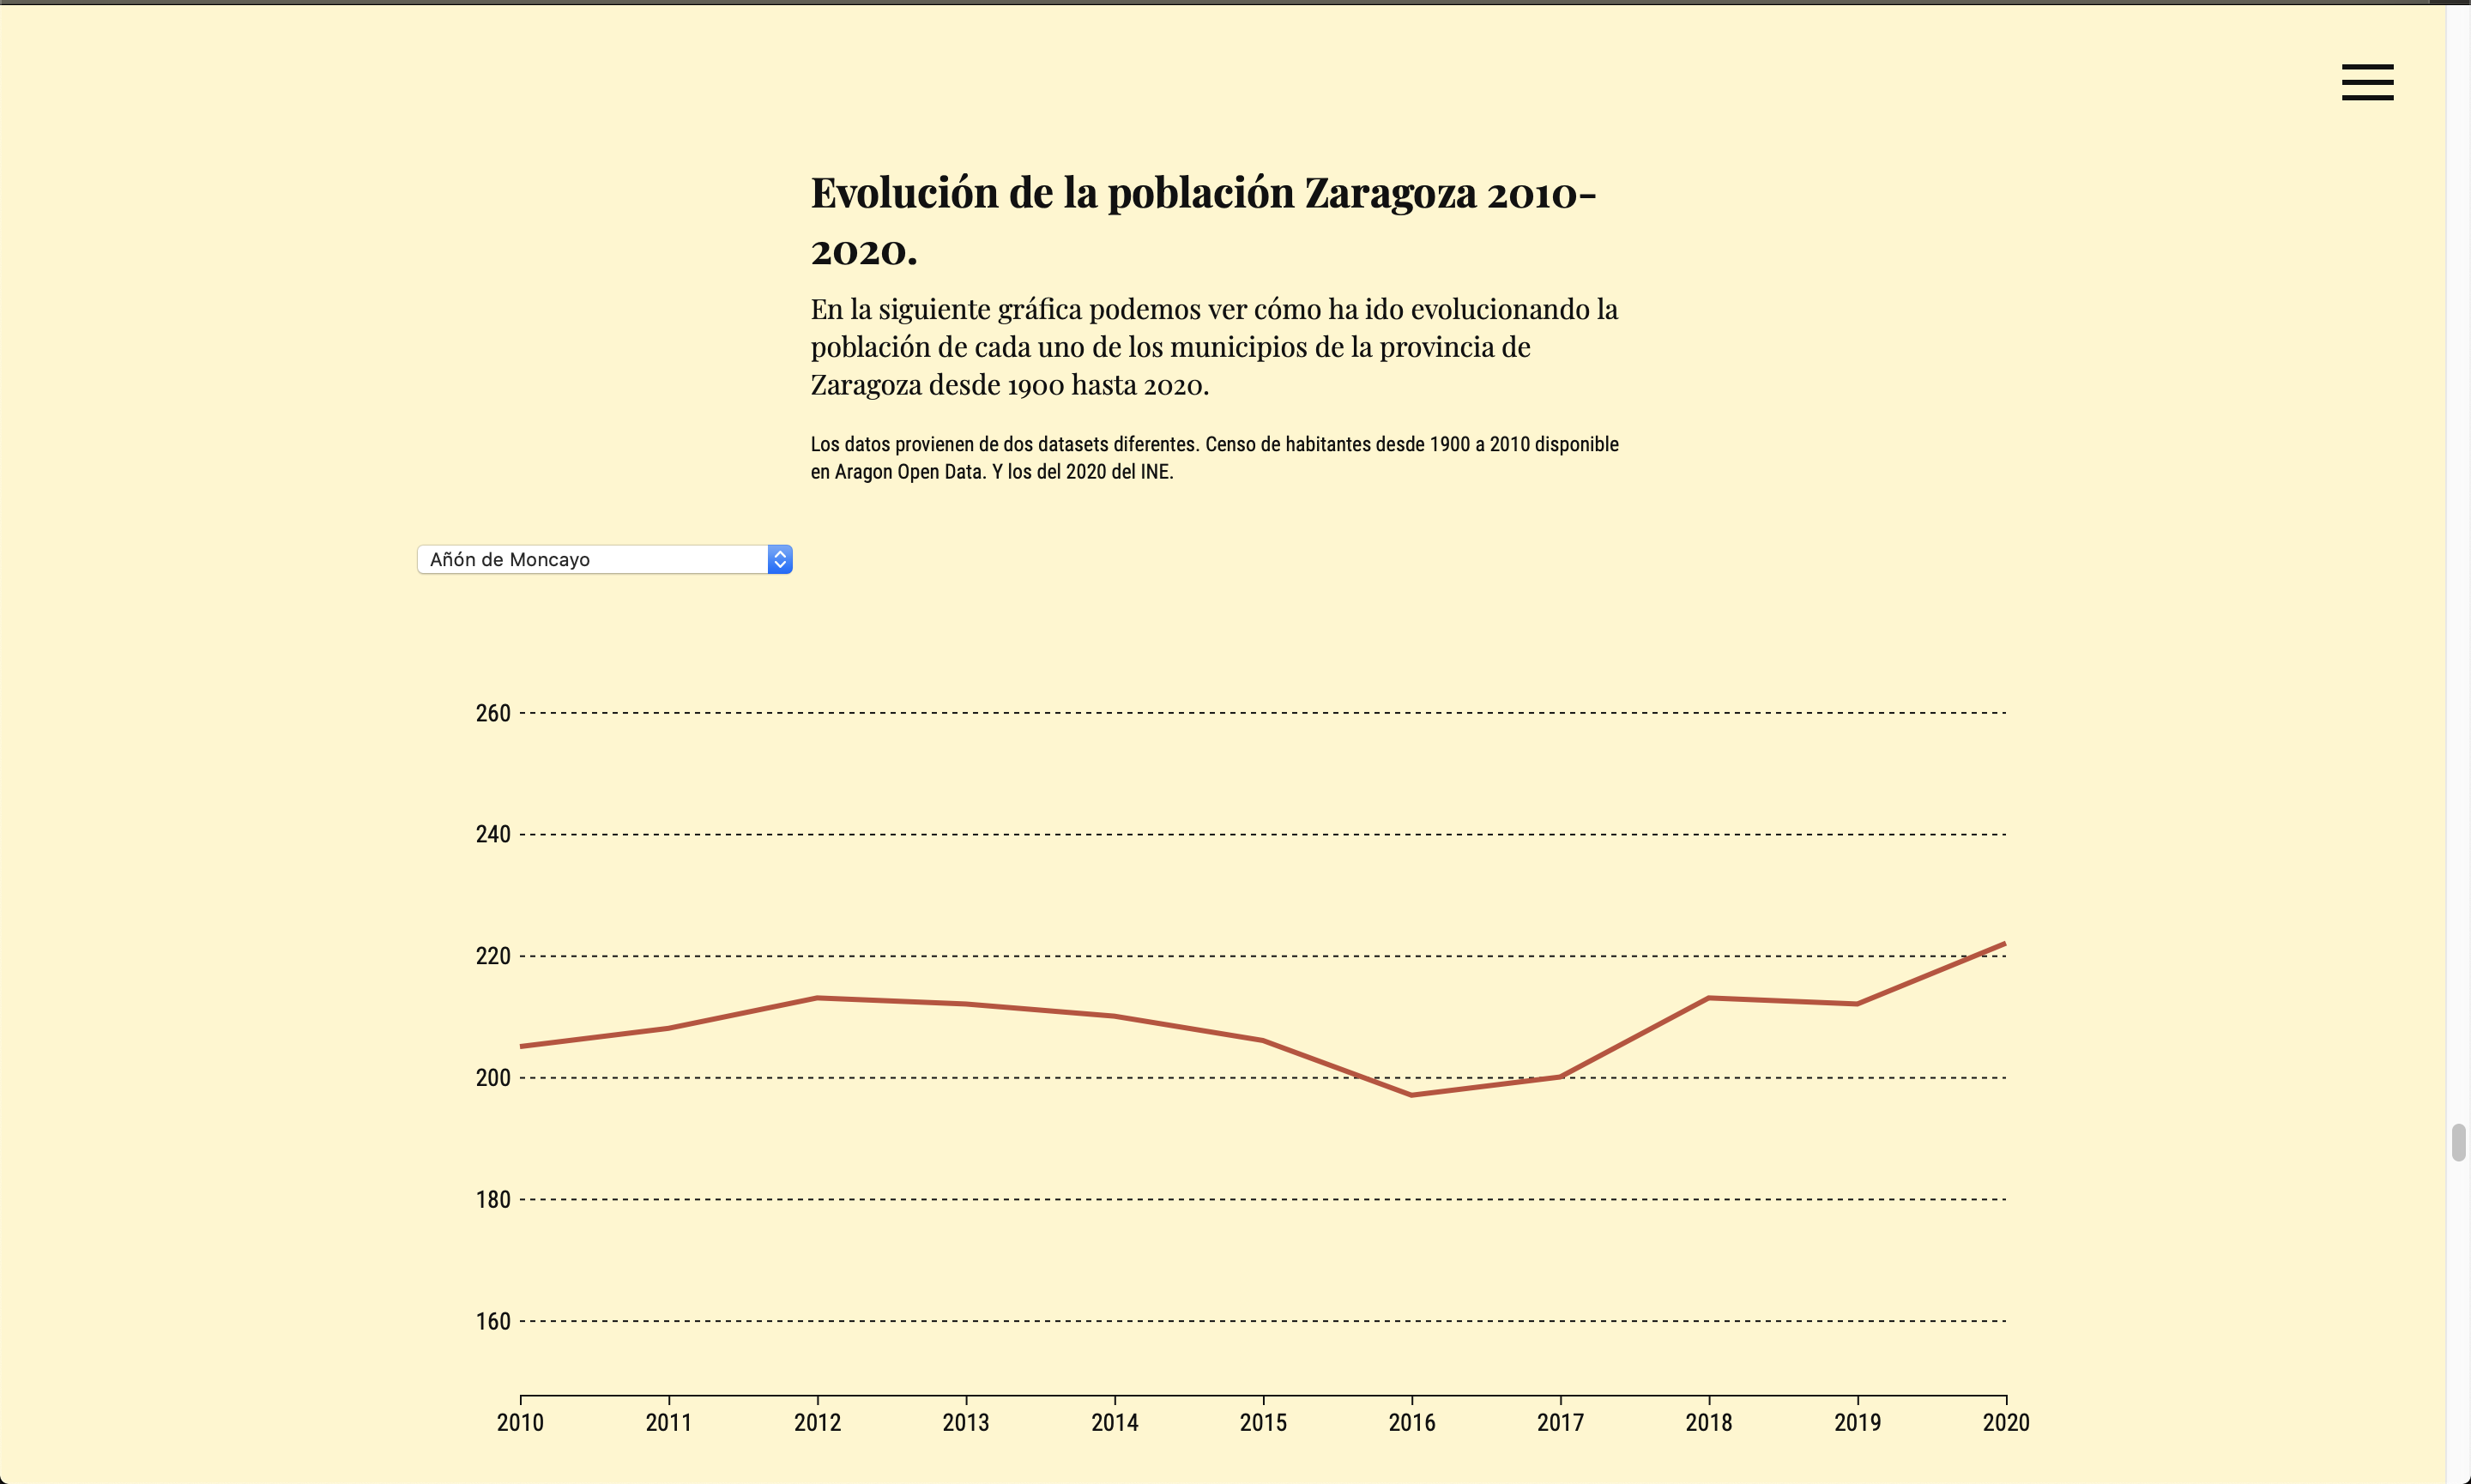 Evolución de la población Zaragoza 2010-
2020.
En la siguiente gráfica podemos ver cómo ha ido evolucionando la
población de cada uno de los municipios de la provincia de
Zaragoza desde 1900 hasta 2020.
Los datos provienen de dos datasets diferentes. Censo de habitantes desde 1900 a 2010 disponible
en Aragon Open Data. Y los del 2020 del INE.
Añón de Moncayo
260
240
220
200
180
160
2010 2011 2012 2013 2014 2015 2016 2017 2018 2019 2020